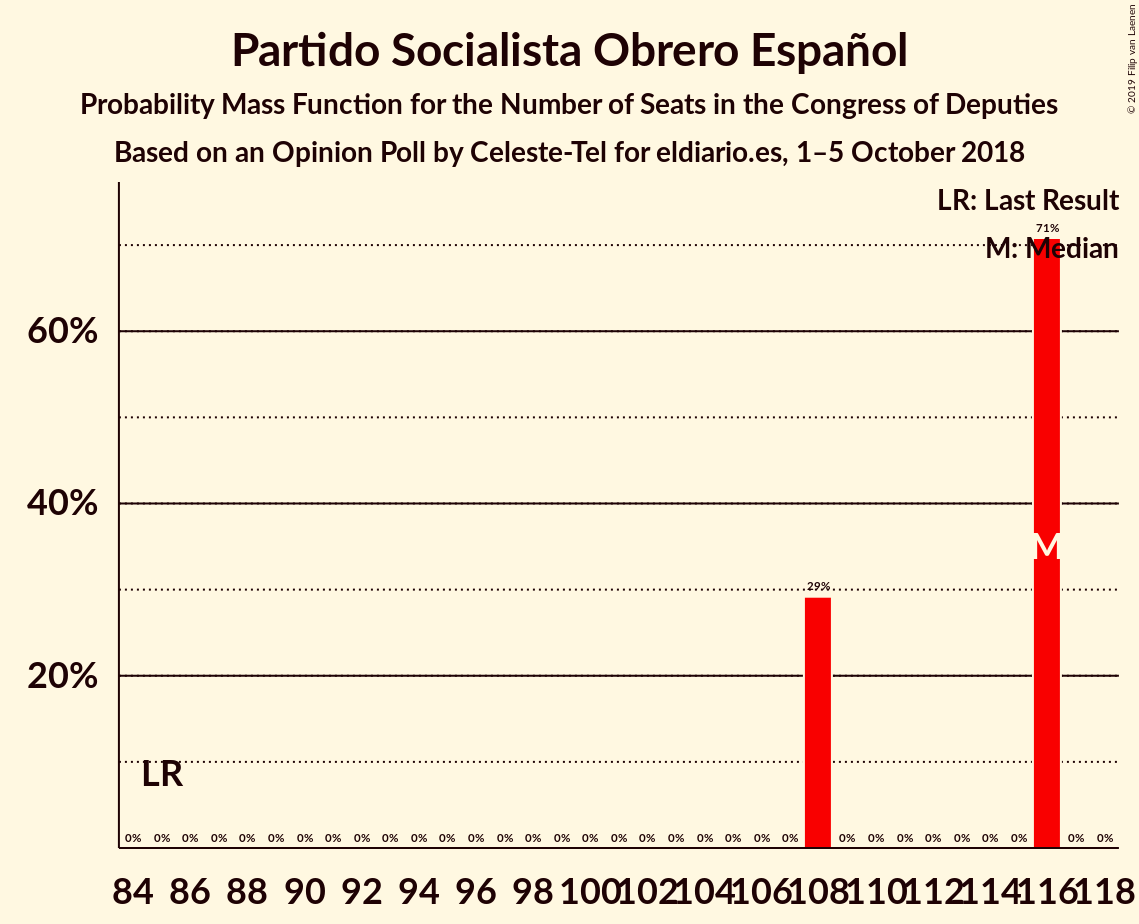 Partido Socialista Obrero Español
Probability Mass Function for the Number of Seats in the Congress of Deputies
Based on an Opinion Poll by Celeste-Tel for eldiario.es, 1–5 October 2018
© 2019 Filip van Laenen
LR: Last Result
M: Median
71%
60%
40%
M
29%
20%
LR
0% 0% 0% 0% 0% 0% 0% 0% 0% 0% 0% 0% 0% 0% 0% 0% 0% 0% 0% 0% 0% 0% 0% 0% 0% 0% 0% 0% 0% 0% 0% 0% 0%
84 86 88 90 92 94 96 98 100 102 104 106 108 110 112 114 116 118